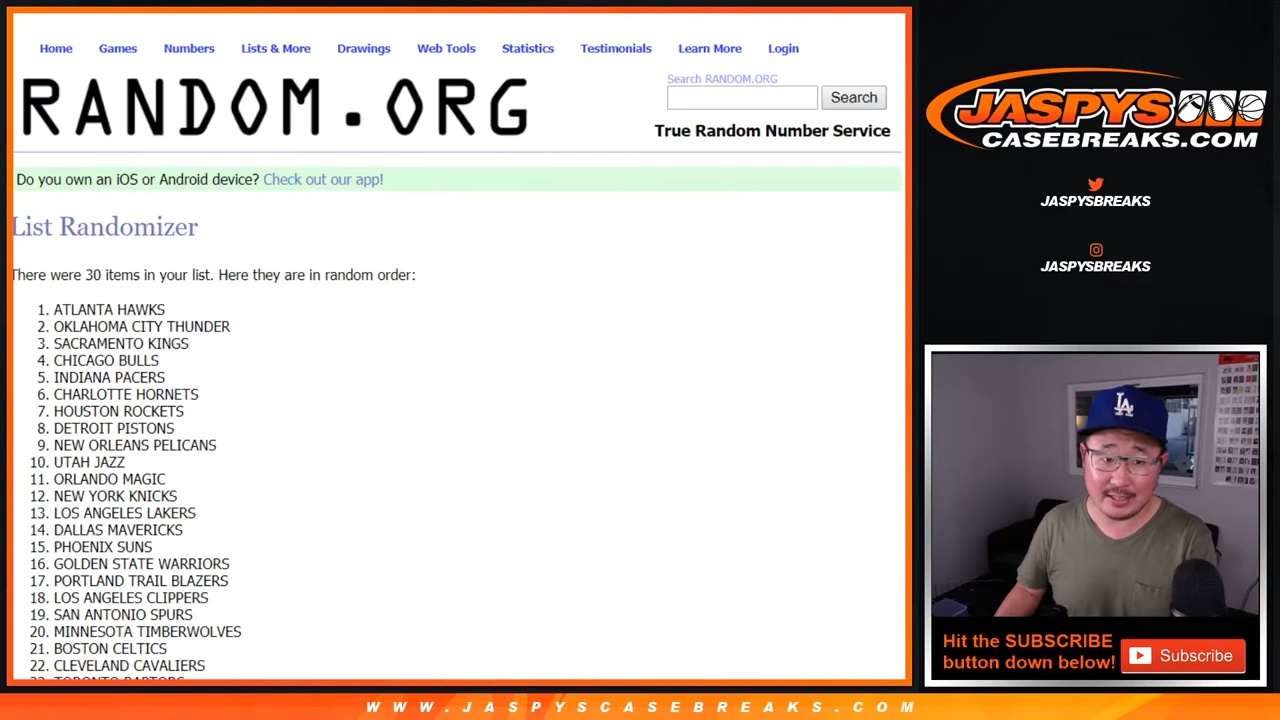 Home Games Numbers Lists & More Drawings Web Tools Statistics Testimonials Learn More Login
RANDOM.ORG
Search RANDOM.ORG
Search
True Random Number Service
Do you own an iOS or Android device? Check out our app!
List Randomizer
There were 30 items in your list. Here they are in random order:
1. ATLANTA HAWKS
2. OKLAHOMA CITY THUNDER
3. SACRAMENTO KINGS
4. CHICAGO BULLS
5. INDIANA PACERS
6. CHARLOTTE HORNETS
7. HOUSTON ROCKETS
8. DETROIT PISTONS
9. NEW ORLEANS PELICANS
10. UTAH JAZZ
11. ORLANDO MAGIC
12. NEW YORK KNICKS
13. LOS ANGELES LAKERS
14. DALLAS MAVERICKS
15. PHOENIX SUNS
16. GOLDEN STATE WARRIORS
17. PORTLAND TRAIL BLAZERS
18. LOS ANGELES CLIPPERS
19. SAN ANTONIO SPURS
20. MINNESOTA TIMBERWOLVES
21. BOSTON CELTICS
22. CLEVELAND CAVALIERS
TORONTO RAPTORS
JASPYS
CASEBREAKS.COM
JASPYSBREAKS
JASPYSBREAKS
LA
Hit the SUBSCRIBE
button down below!
Subscribe
WWW.JASPYSCASEBREAKS.COM